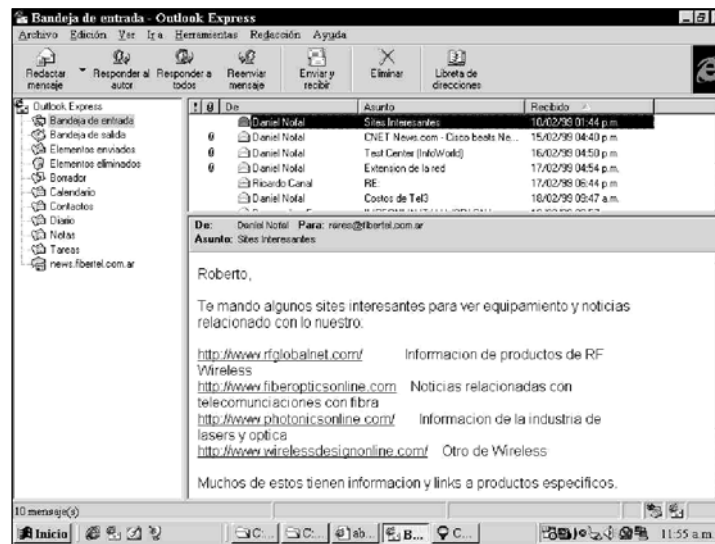 Bandeja de entrada - Outlook Express
Archivo Edición Ver Ir a Herramientas Redacción Ayuda
Redactar mensaje Responder al autor Responder a todos Reenviar mensaje Enviar y recibir Eliminar Libreta de direcciones
Outlook Express
Bandeja de entrada
Bandeja de salida
Elementos enviados
Elementos eliminados
Borrador
Calendario
Contactos
Diario
Notas
Tareas
news.fibertel.com.ar
! De Asunto Recibido
Daniel Nofal Sites Interesantes 10/02/99 01:44 p.m.
Daniel Nofal CNET News.com - Cisco beats Ne... 15/02/99 04:40 p.m.
Daniel Nofal Test Center (InfoWorld) 16/02/99 04:50 p.m.
Daniel Nofal Extension de la red 17/02/99 04:54 p.m.
Ricardo Canal RE: 17/02/99 06:44 p.m.
Daniel Nofal Costos de Tel3 18/02/99 09:47 a.m.
De: Daniel Nofal Para: rares@fibertel.com.ar
Asunto: Sites Interesantes
Roberto,
Te mando algunos sites interesantes para ver equipamiento y noticias
relacionado con lo nuestro:
http://www.rfglobalnet.com/ Informacion de productos de RF
Wireless
http://www.fiberopticsonline.com Noticias relacionadas con
telecomunciaciones con fibra
http://www.photonicsonline.com/ Informacion de la industria de
lasers y optica
http://www.wirelessdesignonline.com/ Otro de Wireless
Muchos de estos tienen informacion y links a productos especificos.
10 mensaje(s)
Inicio C:... C:... ab... B... C... 11:55 a.m.